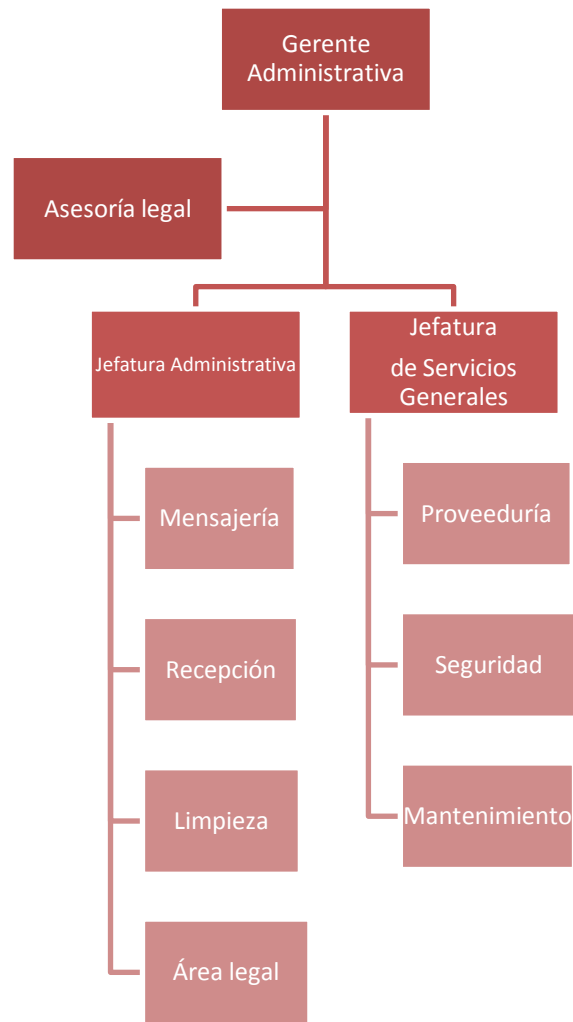 Gerente
Administrativa
Asesoría legal
Jefatura Administrativa
Jefatura
de Servicios
Generales
Mensajería
Recepción
Limpieza
Área legal
Proveeduría
Seguridad
Mantenimiento